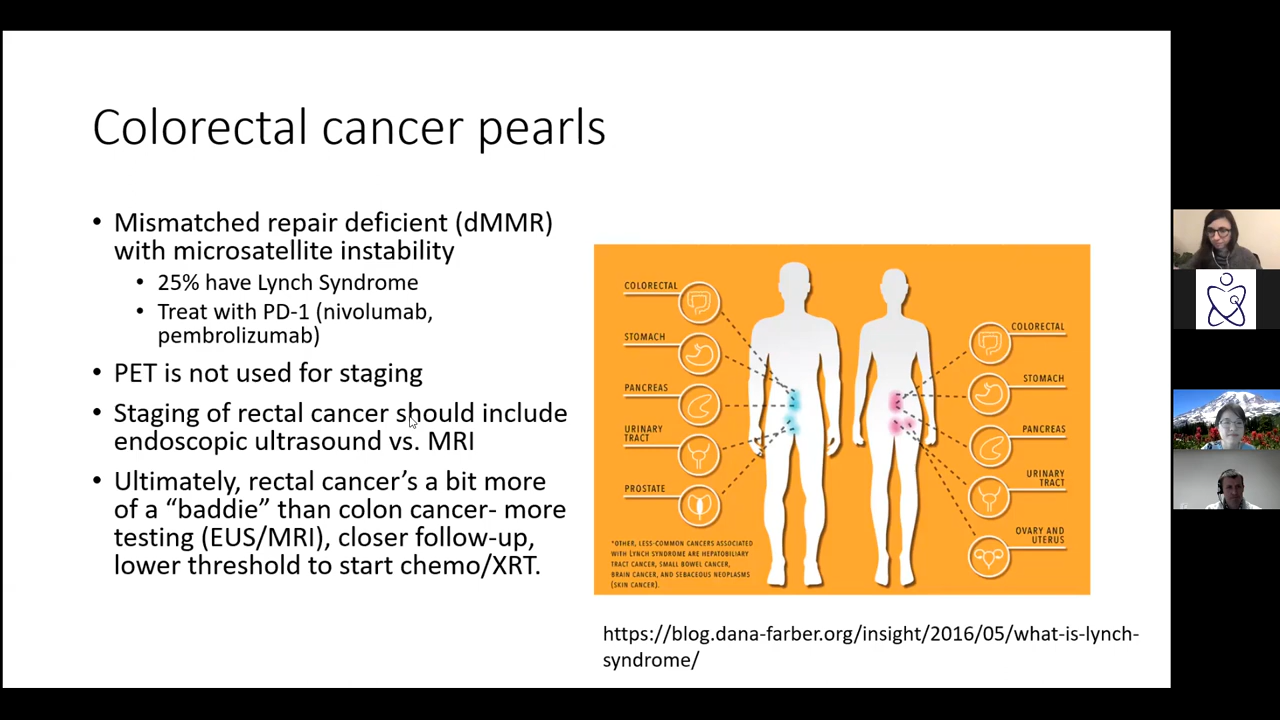 Colorectal cancer pearls
• Mismatched repair deficient (dMMR)
with microsatellite instability
• 25% have Lynch Syndrome
• Treat with PD-1 (nivolumab,
pembrolizumab)
• PET is not used for staging
• Staging of rectal cancer should include
endoscopic ultrasound vs. MRI
• Ultimately, rectal cancer’s a bit more
of a “baddie” than colon cancer- more
testing (EUS/MRI), closer follow-up,
lower threshold to start chemo/XRT.
COLORECTAL
STOMACH
PANCREAS
URINARY
TRACT
PROSTATE
*OTHER, LESS-COMMON CANCERS ASSOCIATED
WITH LYNCH SYNDROME ARE HEPATOBILIARY
TRACT CANCER, SMALL BOWEL CANCER,
BRAIN CANCER, AND SEBACEOUS NEOPLASMS
(SKIN CANCER).
COLORECTAL
STOMACH
PANCREAS
URINARY
TRACT
OVARY AND
UTERUS
https://blog.dana-farber.org/insight/2016/05/what-is-lynch-
syndrome/